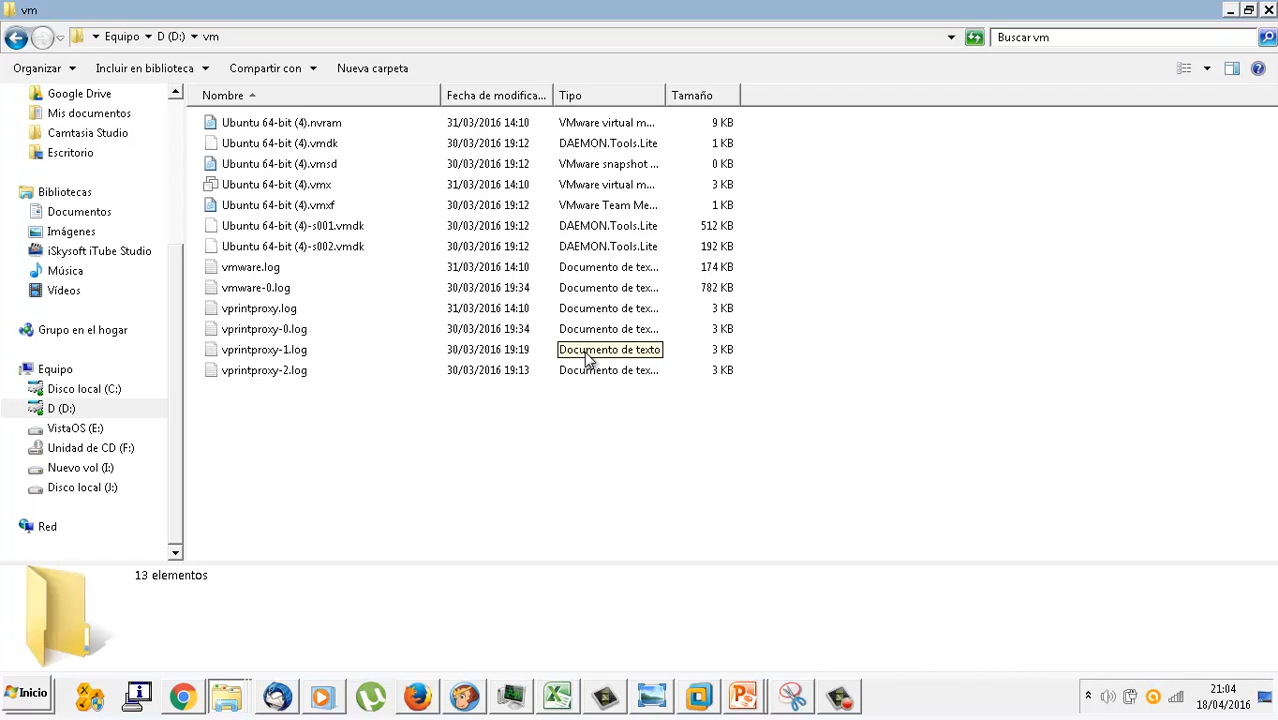 vm
Equipo D (D:) vm Buscar vm
Organizar Incluir en biblioteca Compartir con Nueva carpeta
Google Drive
Mis documentos
Camtasia Studio
Escritorio
Bibliotecas
Documentos
Imágenes
iSkysoft iTube Studio
Música
Vídeos
Grupo en el hogar
Equipo
Disco local (C:)
D (D:)
VistaOS (E:)
Unidad de CD (F:)
Nuevo vol (I:)
Disco local (J:)
Red
Nombre Fecha de modifica... Tipo Tamaño
Ubuntu 64-bit (4).nvram 31/03/2016 14:10 VMware virtual m... 9 KB
Ubuntu 64-bit (4).vmdk 30/03/2016 19:12 DAEMON.Tools.Lite 1 KB
Ubuntu 64-bit (4).vmsd 30/03/2016 19:12 VMware snapshot ... 0 KB
Ubuntu 64-bit (4).vmx 31/03/2016 14:10 VMware virtual m... 3 KB
Ubuntu 64-bit (4).vmxf 30/03/2016 19:12 VMware Team Me... 1 KB
Ubuntu 64-bit (4)-s001.vmdk 30/03/2016 19:12 DAEMON.Tools.Lite 512 KB
Ubuntu 64-bit (4)-s002.vmdk 30/03/2016 19:12 DAEMON.Tools.Lite 192 KB
vmware.log 31/03/2016 14:10 Documento de tex... 174 KB
vmware-0.log 30/03/2016 19:34 Documento de tex... 782 KB
vprintproxy.log 31/03/2016 14:10 Documento de tex... 3 KB
vprintproxy-0.log 30/03/2016 19:34 Documento de tex... 3 KB
vprintproxy-1.log 30/03/2016 19:19 Documento de texto 3 KB
vprintproxy-2.log 30/03/2016 19:13 Documento de tex... 3 KB
13 elementos
Inicio 21:04
18/04/2016